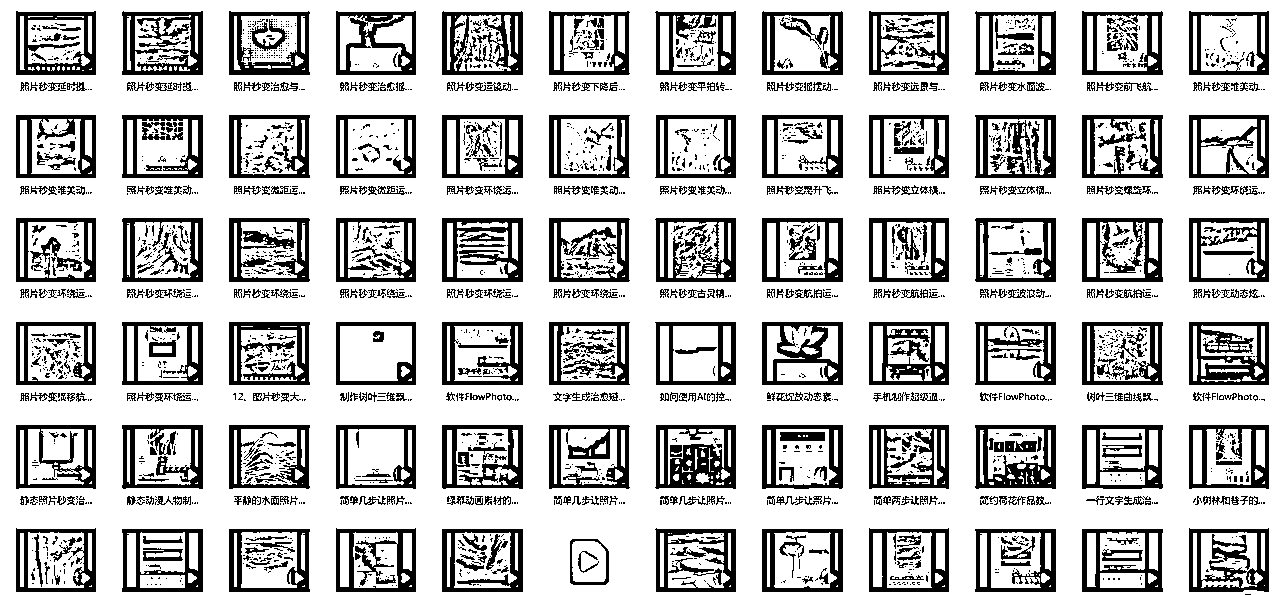 照片秒变延时摄...
照片秒变延时摄...
照片秒变治愈与...
照片秒变治愈摇...
照片秒变运镜动...
照片秒变下降后...
照片秒变平拍转...
照片秒变摇摆动...
照片秒变远景与...
照片秒变水面波...
照片秒变前飞航...
照片秒变唯美动...
照片秒变唯美动...
照片秒变唯美动...
照片秒变微距运...
照片秒变微距运...
照片秒变环绕运...
照片秒变唯美动...
照片秒变唯美动...
照片秒变爬升飞...
照片秒变立体横...
照片秒变立体横...
照片秒变螺旋环...
照片秒变环绕运...
照片秒变环绕运...
照片秒变环绕运...
照片秒变环绕运...
照片秒变环绕运...
照片秒变环绕运...
照片秒变环绕运...
照片秒变古灵精...
照片秒变航拍运...
照片秒变航拍运...
照片秒变波浪动...
照片秒变航拍运...
照片秒变动态炫...
照片秒变横移航...
照片秒变环绕运...
12、图片秒变大...
制作树叶三维飘...
软件FlowPhoto...
文字生成治愈短...
如何使用AI的控...
鲜花绽放动态素...
手机制作超级逼...
软件FlowPhoto...
树叶三维曲线飘...
软件FlowPhoto...
静态照片秒变治...
静态动漫人物制...
平静的水面照片...
简单几步让照片...
绿幕动画素材的...
简单几步让照片...
简单几步让照片...
简单几步让照片...
简单两步让照片...
简约荷花作品教...
一行文字生成治...
小树林和巷子的...